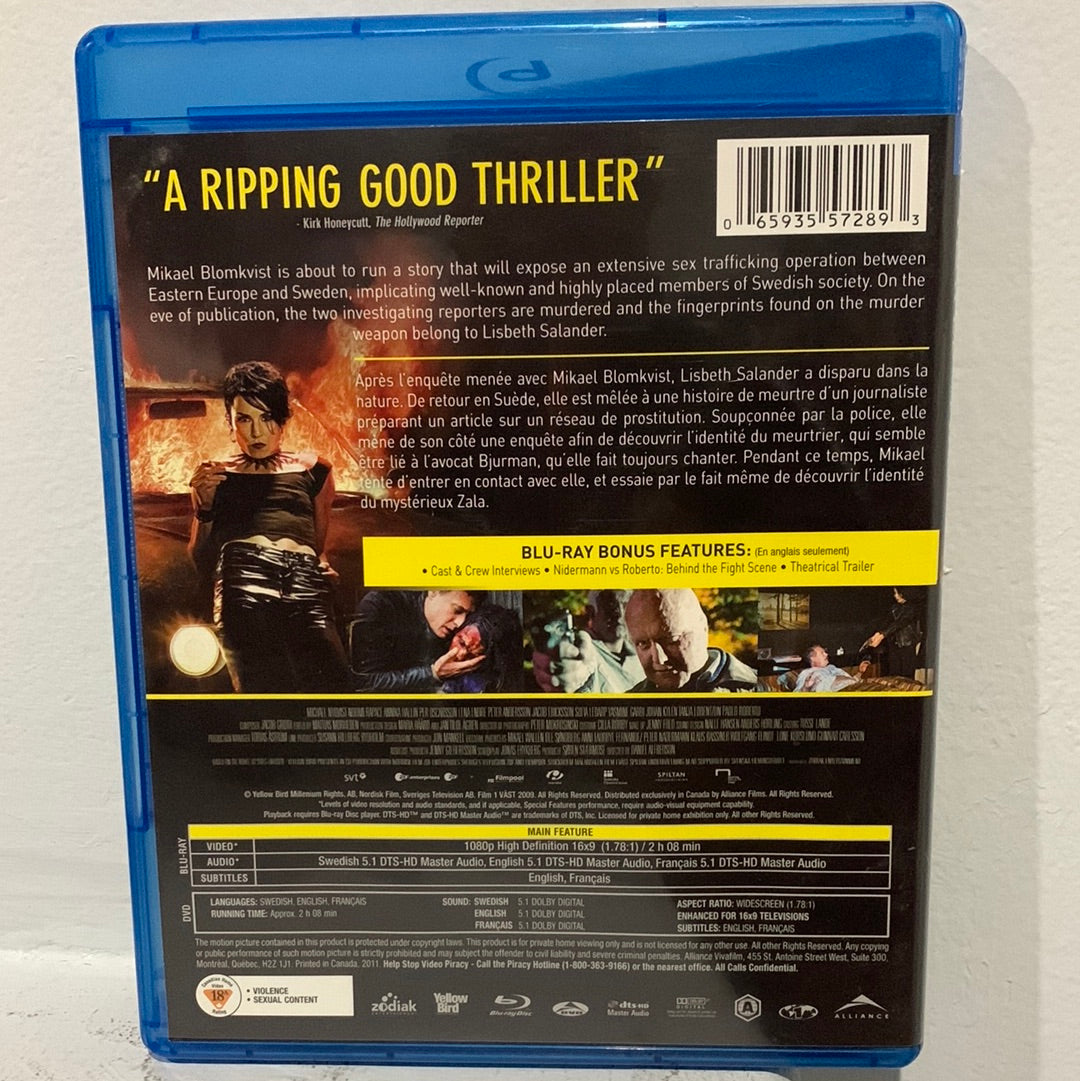 “A RIPPING GOOD THRILLER”
- Kirk Honeycutt, The Hollywood Reporter
0 65935 57289 3
Mikael Blomkvist is about to run a story that will expose an extensive sex trafficking operation between
Eastern Europe and Sweden, implicating well-known and highly placed members of Swedish society. On the
eve of publication, the two investigating reporters are murdered and the fingerprints found on the murder
weapon belong to Lisbeth Salander.
Après l'enquête menée avec Mikael Blomkvist, Lisbeth Salander a disparu dans la
nature. De retour en Suède, elle est mêlée à une histoire de meurtre d'un journaliste
préparant un article sur un réseau de prostitution. Soupçonnée par la police, elle
mène de son côté une enquête afin de découvrir l'identité du meurtrier, qui semble
être lié à l'avocat Bjurman, qu'elle fait toujours chanter. Pendant ce temps, Mikael
tente d'entrer en contact avec elle, et essaie par le fait même de découvrir l'identité
du mystérieux Zala.
BLU-RAY BONUS FEATURES: (En anglais seulement)
• Cast & Crew Interviews • Nidermann vs Roberto: Behind the Fight Scene • Theatrical Trailer
svt ZDF enterprises ZDF Filmpool SPILTAN
© Yellow Bird Millenium Rights, AB, Nordisk Film, Sveriges Television AB. Film 1 VÄST 2009. All Rights Reserved. Distributed exclusively in Canada by Alliance Films. All Rights Reserved.
*Levels of video resolution and audio standards, and if applicable, Special Features performance, require audio-visual equipment capability.
Playback requires Blu-ray Disc player. DTS-HD™ and DTS-HD Master Audio™ are trademarks of DTS, Inc. Licensed for private home exhibition only. All other Rights Reserved.
MAIN FEATURE
BLU-RAY
VIDEO* 1080p High Definition 16x9 (1.78:1) / 2 h 08 min
AUDIO* Swedish 5.1 DTS-HD Master Audio, English 5.1 DTS-HD Master Audio, Français 5.1 DTS-HD Master Audio
SUBTITLES English, Français
DVD
LANGUAGES: SWEDISH, ENGLISH, FRANÇAIS SOUND: SWEDISH 5.1 DOLBY DIGITAL ASPECT RATIO: WIDESCREEN (1.78:1)
RUNNING TIME: Approx. 2 h 08 min ENGLISH 5.1 DOLBY DIGITAL ENHANCED FOR 16x9 TELEVISIONS
FRANÇAIS 5.1 DOLBY DIGITAL SUBTITLES: ENGLISH, FRANÇAIS
The motion picture contained in this product is protected under copyright laws. This product is for private home viewing only and is not licensed for any other use. All other Rights Reserved. Any copying
or public performance of such motion picture is strictly prohibited and may subject the offender to civil liability and severe criminal penalties. Alliance Vivafilm, 455 St. Antoine Street West, Suite 300,
Montréal, Québec, H2Z 1J1. Printed in Canada, 2011. Help Stop Video Piracy - Call the Piracy Hotline (1-800-363-9166) or the nearest office. All Calls Confidential.
Canadian Home
Video
18A
Rating
• VIOLENCE
• SEXUAL CONTENT
zodiak
ENTERTAINMENT
Yellow
Bird
Blu-ray Disc
DVD
dts-HD
Master Audio
DOLBY
DIGITAL
ALLIANCE